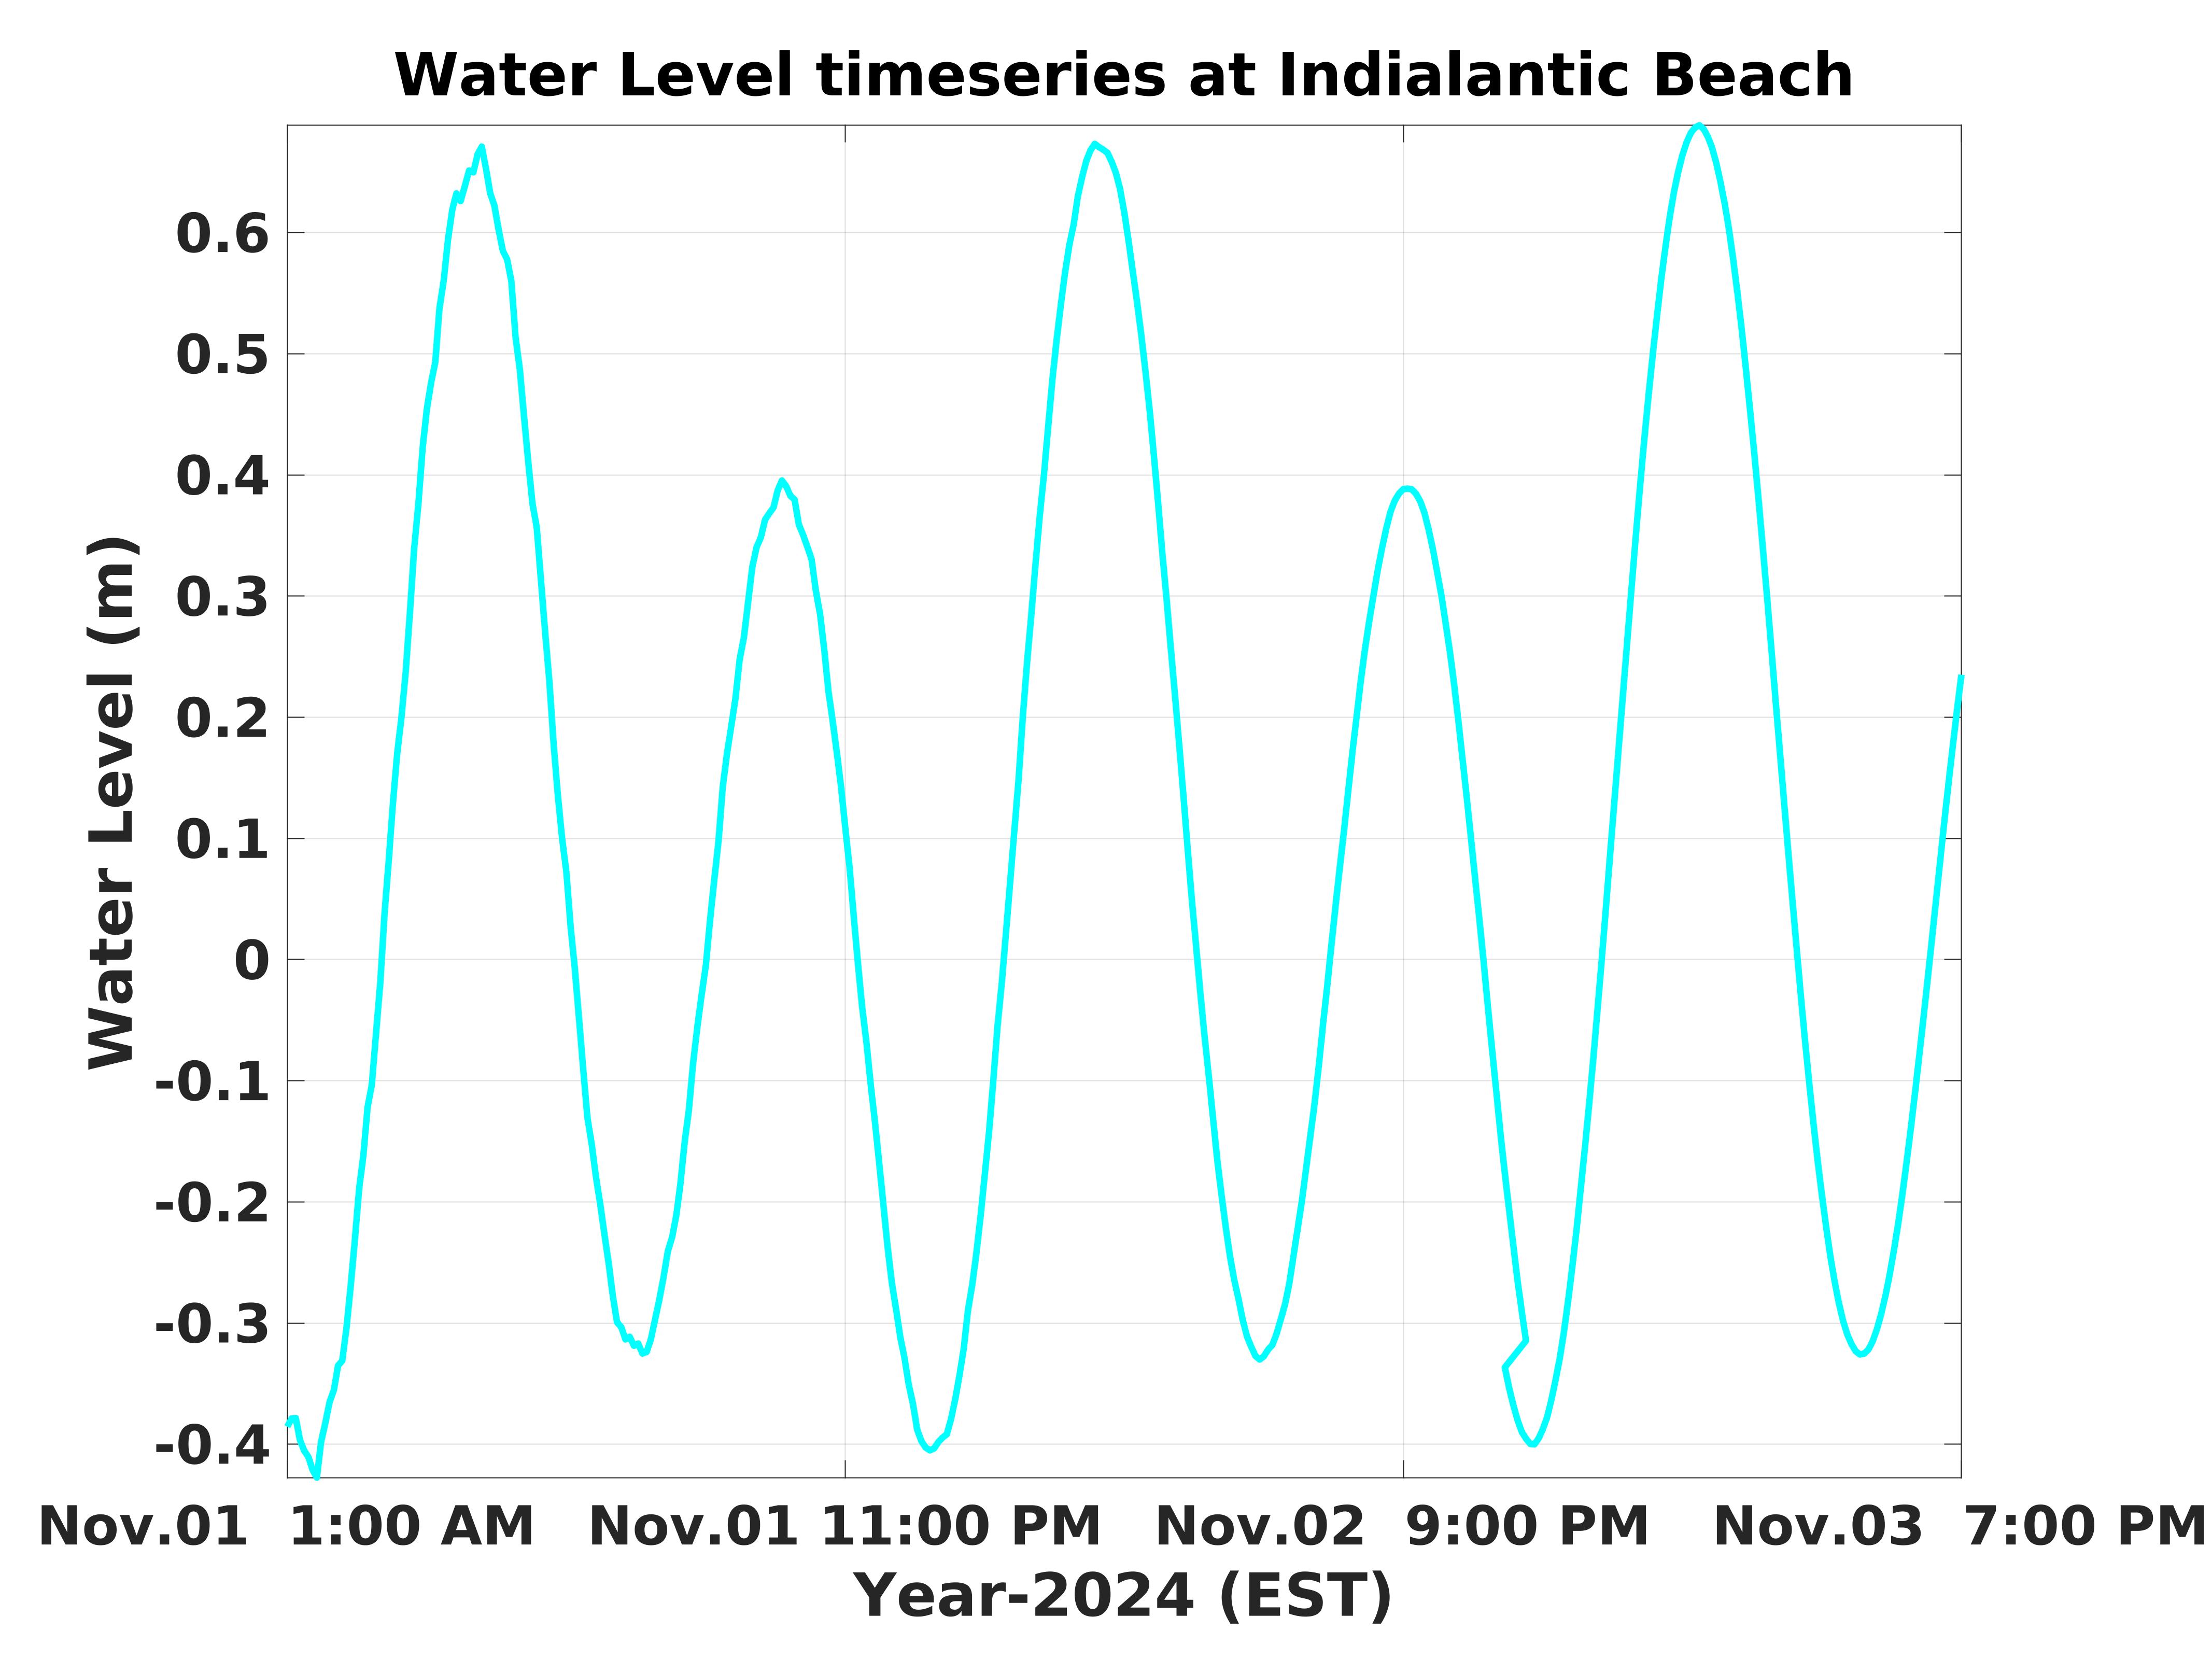 Water Level timeseries at Indialantic Beach
0.6
0.5
0.4
0.3
0.2
0.1
0
-0.1
-0.2
-0.3
-0.4
Water Level (m)
Nov.01 1:00 AM Nov.01 11:00 PM Nov.02 9:00 PM Nov.03 7:00 PM
Year-2024 (EST)